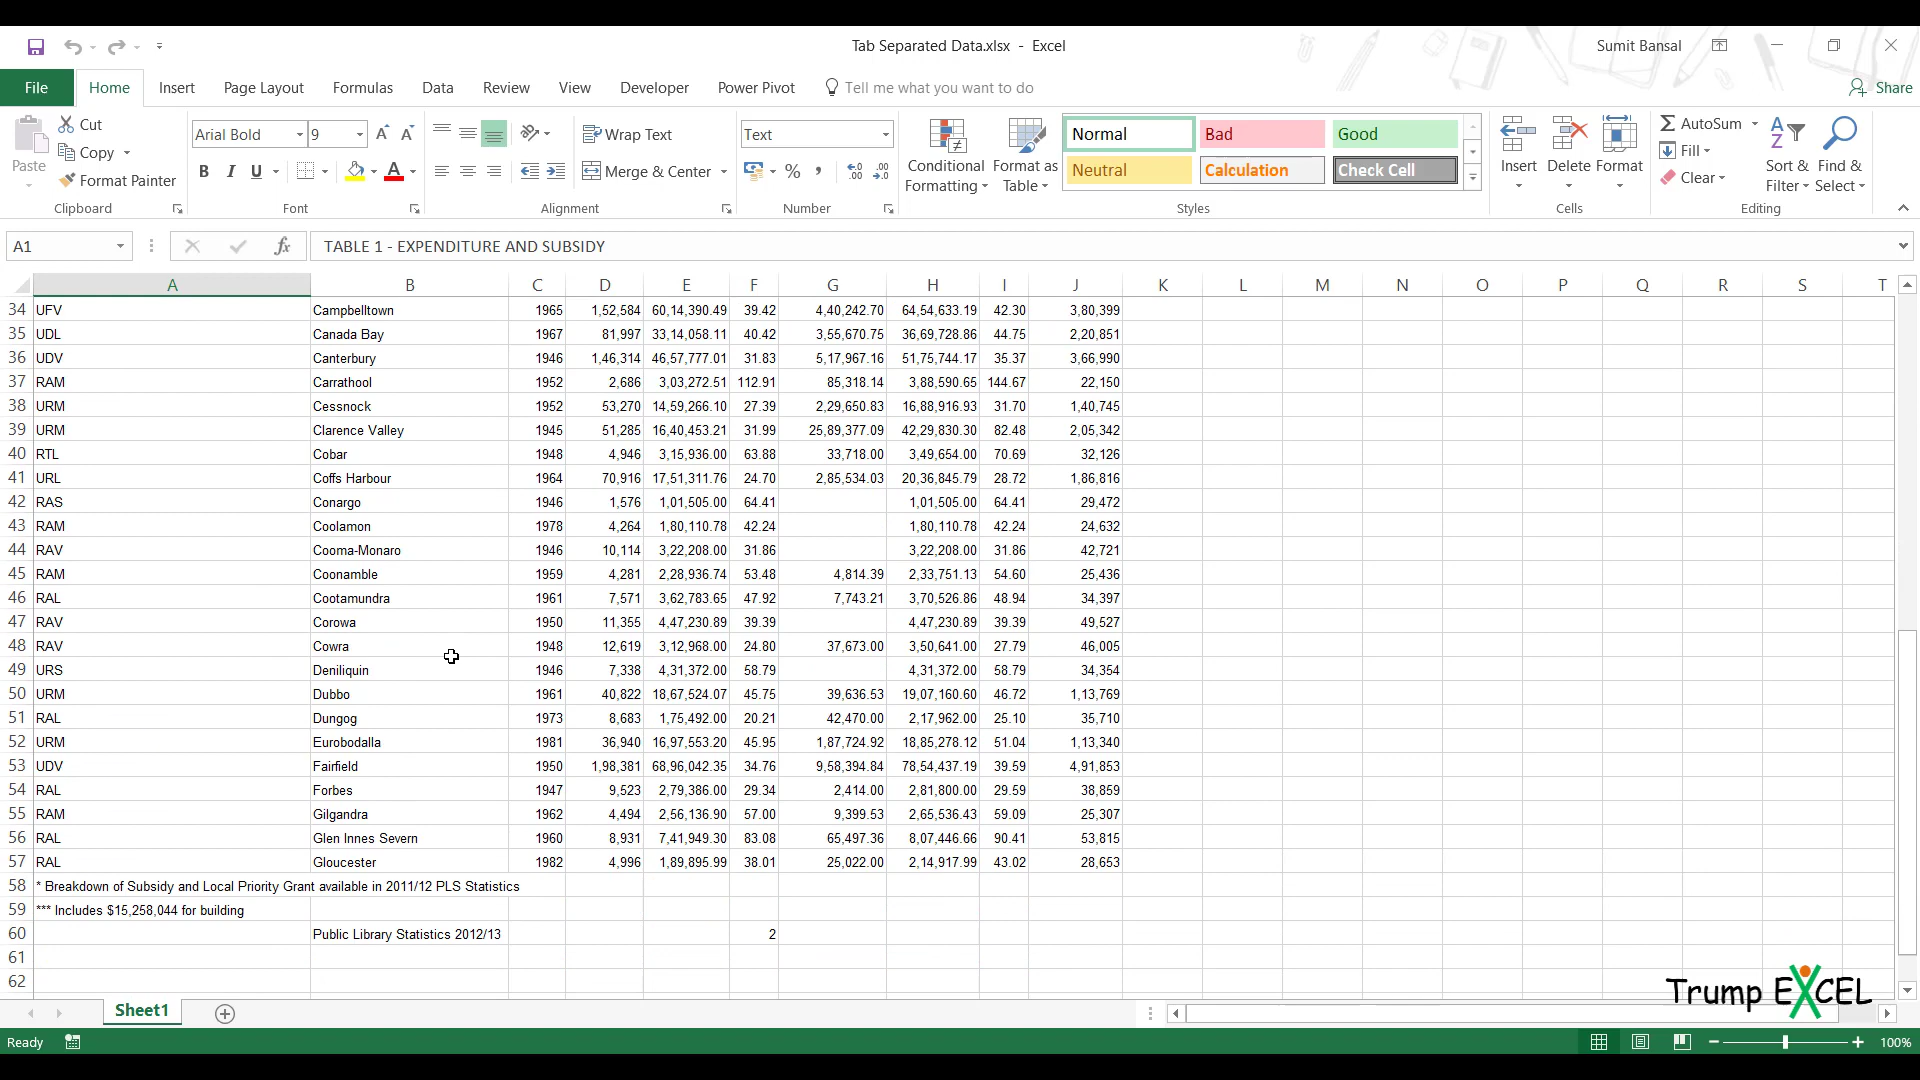 Tab Separated Data.xlsx - Excel
Sumit Bansal
File Home Insert Page Layout Formulas Data Review View Developer Power Pivot Tell me what you want to do Share
Paste
Cut
Copy
Format Painter
Clipboard
Arial Bold 9
B I U
Font
Wrap Text
Merge & Center
Alignment
Text
Number
Conditional Formatting
Format as Table
Normal Bad Good
Neutral Calculation Check Cell
Styles
Insert Delete Format
Cells
AutoSum
Fill
Clear
Sort & Filter
Find & Select
Editing
A1 fx TABLE 1 - EXPENDITURE AND SUBSIDY
A B C D E F G H I J K L M N O P Q R S T
34 UFV Campbelltown 1965 1,52,584 60,14,390.49 39.42 4,40,242.70 64,54,633.19 42.30 3,80,399
35 UDL Canada Bay 1967 81,997 33,14,058.11 40.42 3,55,670.75 36,69,728.86 44.75 2,20,851
36 UDV Canterbury 1946 1,46,314 46,57,777.01 31.83 5,17,967.16 51,75,744.17 35.37 3,66,990
37 RAM Carrathool 1952 2,686 3,03,272.51 112.91 85,318.14 3,88,590.65 144.67 22,150
38 URM Cessnock 1952 53,270 14,59,266.10 27.39 2,29,650.83 16,88,916.93 31.70 1,40,745
39 URM Clarence Valley 1945 51,285 16,40,453.21 31.99 25,89,377.09 42,29,830.30 82.48 2,05,342
40 RTL Cobar 1948 4,946 3,15,936.00 63.88 33,718.00 3,49,654.00 70.69 32,126
41 URL Coffs Harbour 1964 70,916 17,51,311.76 24.70 2,85,534.03 20,36,845.79 28.72 1,86,816
42 RAS Conargo 1946 1,576 1,01,505.00 64.41 1,01,505.00 64.41 29,472
43 RAM Coolamon 1978 4,264 1,80,110.78 42.24 1,80,110.78 42.24 24,632
44 RAV Cooma-Monaro 1946 10,114 3,22,208.00 31.86 3,22,208.00 31.86 42,721
45 RAM Coonamble 1959 4,281 2,28,936.74 53.48 4,814.39 2,33,751.13 54.60 25,436
46 RAL Cootamundra 1961 7,571 3,62,783.65 47.92 7,743.21 3,70,526.86 48.94 34,397
47 RAV Corowa 1950 11,355 4,47,230.89 39.39 4,47,230.89 39.39 49,527
48 RAV Cowra 1948 12,619 3,12,968.00 24.80 37,673.00 3,50,641.00 27.79 46,005
49 URS Deniliquin 1946 7,338 4,31,372.00 58.79 4,31,372.00 58.79 34,354
50 URM Dubbo 1961 40,822 18,67,524.07 45.75 39,636.53 19,07,160.60 46.72 1,13,769
51 RAL Dungog 1973 8,683 1,75,492.00 20.21 42,470.00 2,17,962.00 25.10 35,710
52 URM Eurobodalla 1981 36,940 16,97,553.20 45.95 1,87,724.92 18,85,278.12 51.04 1,13,340
53 UDV Fairfield 1950 1,98,381 68,96,042.35 34.76 9,58,394.84 78,54,437.19 39.59 4,91,853
54 RAL Forbes 1947 9,523 2,79,386.00 29.34 2,414.00 2,81,800.00 29.59 38,859
55 RAM Gilgandra 1962 4,494 2,56,136.90 57.00 9,399.53 2,65,536.43 59.09 25,307
56 RAL Glen Innes Severn 1960 8,931 7,41,949.30 83.08 65,497.36 8,07,446.66 90.41 53,815
57 RAL Gloucester 1982 4,996 1,89,895.99 38.01 25,022.00 2,14,917.99 43.02 28,653
58 * Breakdown of Subsidy and Local Priority Grant available in 2011/12 PLS Statistics
59 *** Includes $15,258,044 for building
60 Public Library Statistics 2012/13 2
61
62
Trump EXCEL
Sheet1
Ready 100%